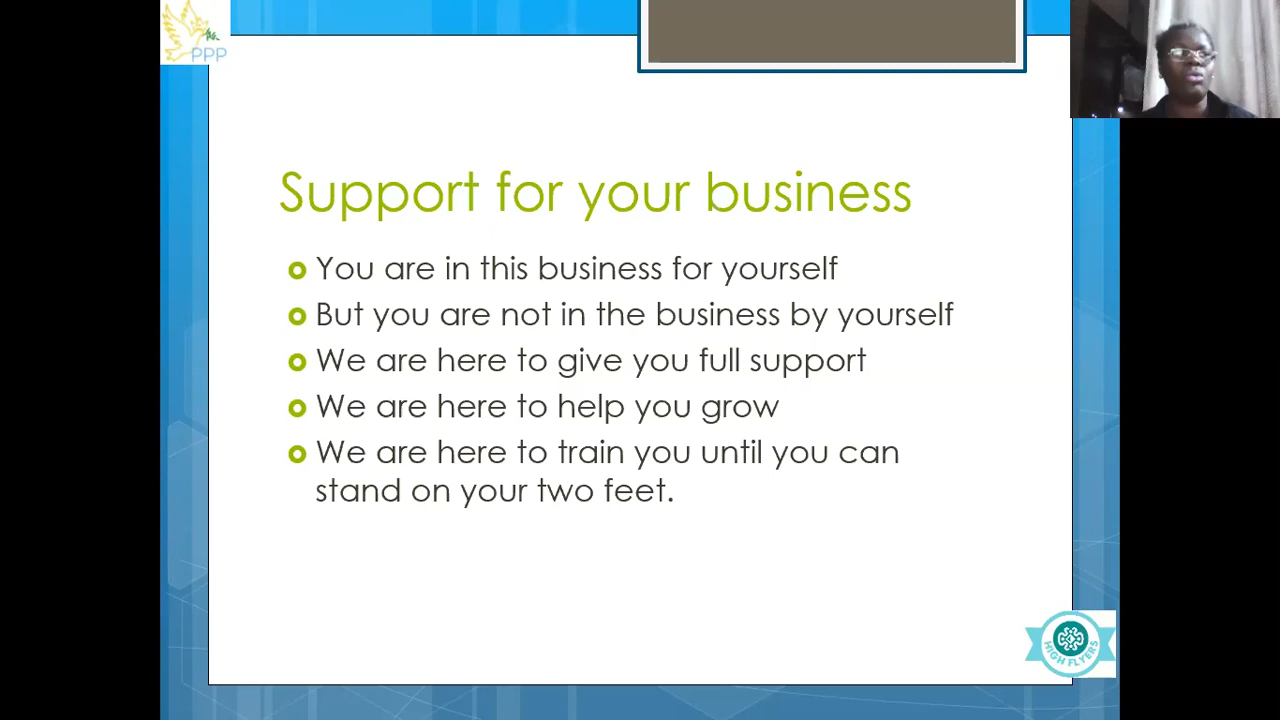 PPP
Support for your business
You are in this business for yourself
But you are not in the business by yourself
We are here to give you full support
We are here to help you grow
We are here to train you until you can
stand on your two feet.
HIGH FLYERS